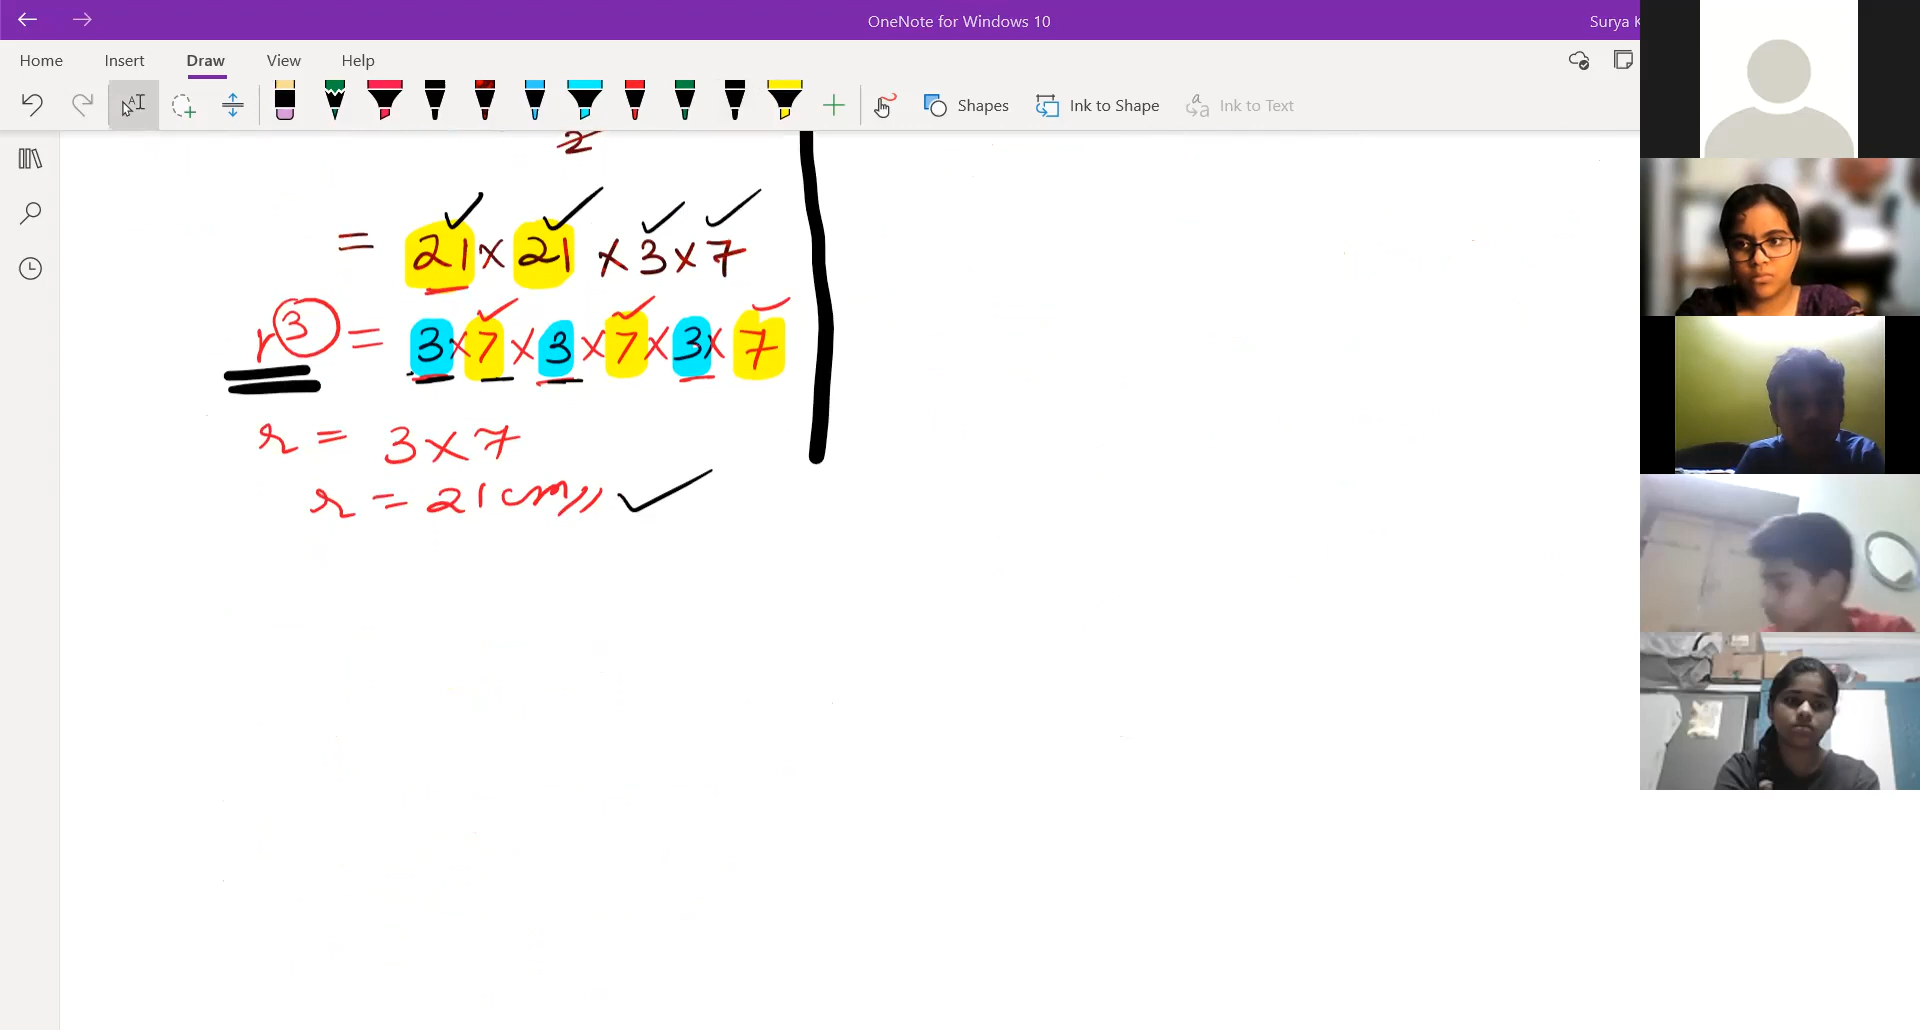 OneNote for Windows 10
Surya K
Home Insert Draw View Help
Shapes Ink to Shape Ink to Text
2
= 21 × 21 × 3 × 7
r³ = 3 × 7 × 3 × 7 × 3 × 7
r = 3 × 7
r = 21 cm